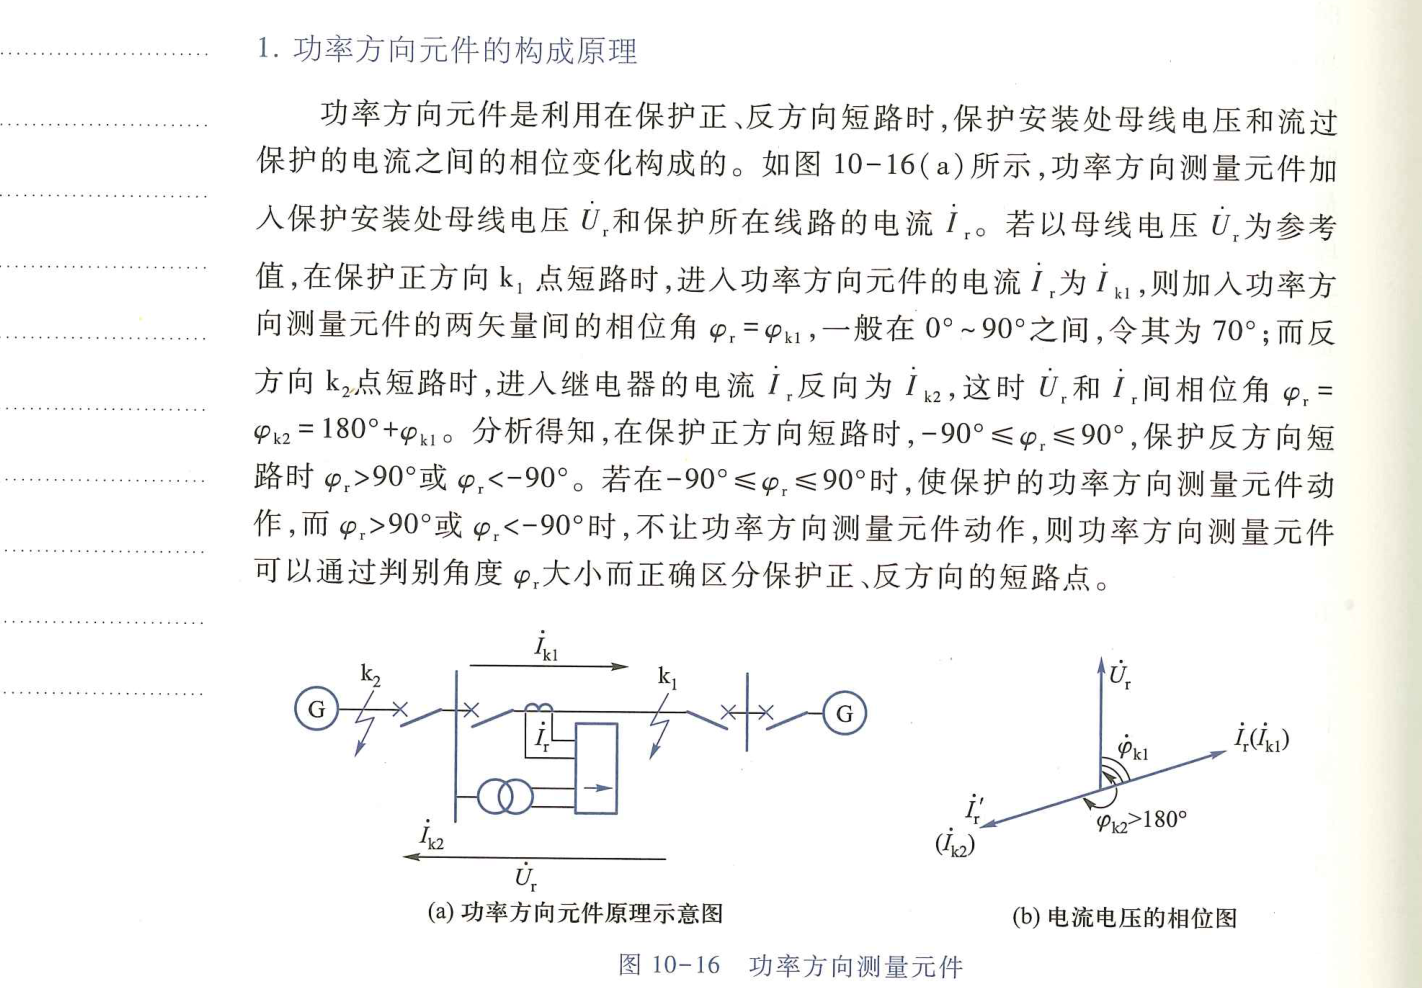 1. 功率方向元件的构成原理
功率方向元件是利用在保护正、反方向短路时,保护安装处母线电压和流过
保护的电流之间的相位变化构成的。如图 10-16(a)所示,功率方向测量元件加
入保护安装处母线电压 U̇r和保护所在线路的电流 İr。若以母线电压 U̇r为参考
值,在保护正方向 k1 点短路时,进入功率方向元件的电流 İr为 İk1,则加入功率方
向测量元件的两矢量间的相位角 φr=φk1,一般在 0°~90°之间,令其为 70°;而反
方向 k2点短路时,进入继电器的电流 İr反向为 İk2,这时 U̇r和 İr间相位角 φr=
φk2=180°+φk1。分析得知,在保护正方向短路时,-90°≤φr≤90°,保护反方向短
路时 φr>90°或 φr<-90°。若在-90°≤φr≤90°时,使保护的功率方向测量元件动
作,而 φr>90°或 φr<-90°时,不让功率方向测量元件动作,则功率方向测量元件
可以通过判别角度 φr大小而正确区分保护正、反方向的短路点。
İk1
k2
k1
G
G
İr
İk2
U̇r
(a) 功率方向元件原理示意图
U̇r
φ̇k1
İr(İk1)
İr′
(İk2)
φk2>180°
(b) 电流电压的相位图
图 10-16 功率方向测量元件